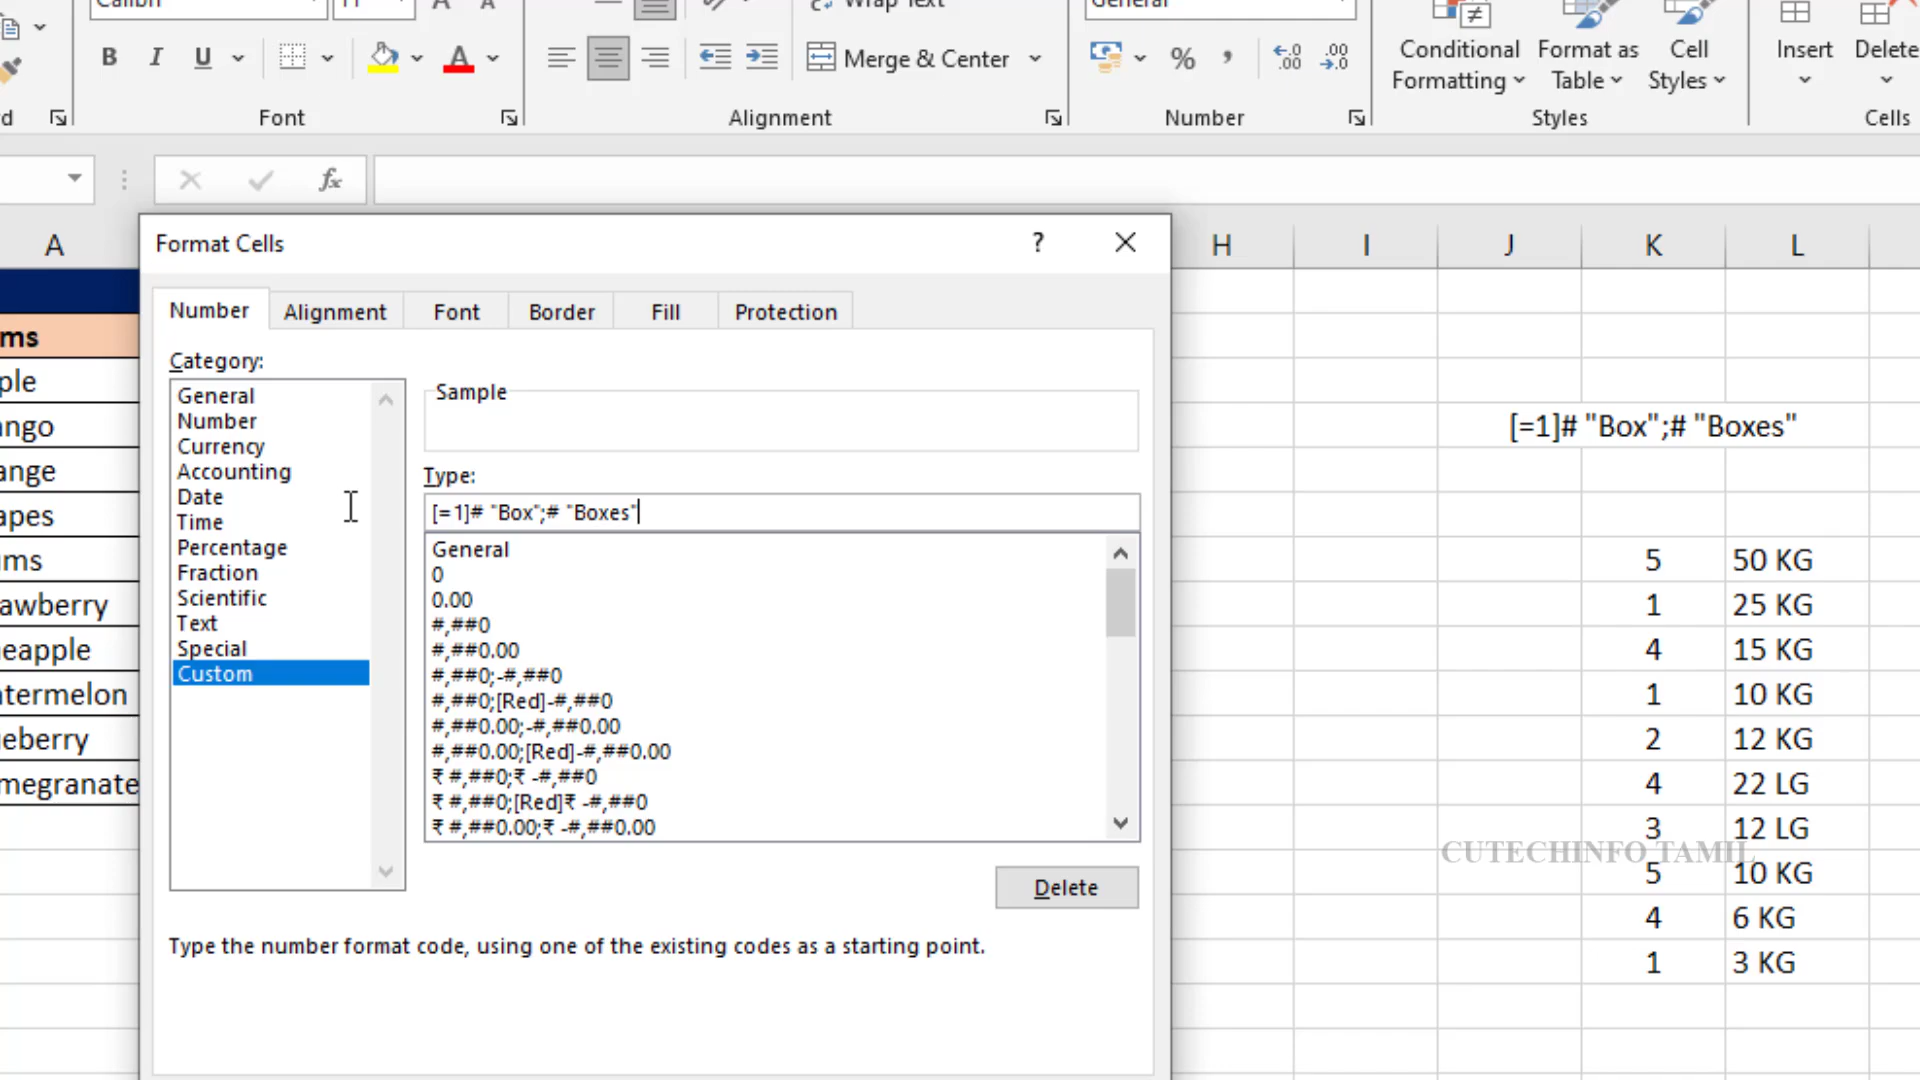 B I U
Merge & Center
% ,
Conditional Formatting
Format as Table
Cell Styles
Insert
Delete
d
Font
Alignment
Number
Styles
Cells
fx
A H I J K L
Format Cells ?
Number Alignment Font Border Fill Protection
Category:
General
Number
Currency
Accounting
Date
Time
Percentage
Fraction
Scientific
Text
Special
Custom
Sample
Type:
[=1]# "Box";# "Boxes"
General
0
0.00
#,##0
#,##0.00
#,##0;-#,##0
#,##0;[Red]-#,##0
#,##0.00;-#,##0.00
#,##0.00;[Red]-#,##0.00
₹ #,##0;₹ -#,##0
₹ #,##0;[Red]₹ -#,##0
₹ #,##0.00;₹ -#,##0.00
Delete
Type the number format code, using one of the existing codes as a starting point.
ms
ple
ango
ange
apes
ms
awberry
eapple
termelon
eberry
megranate
[=1]# "Box";# "Boxes"
5 50 KG
1 25 KG
4 15 KG
1 10 KG
2 12 KG
4 22 LG
3 12 LG
CUTECHINFO TAMIL
5 10 KG
4 6 KG
1 3 KG